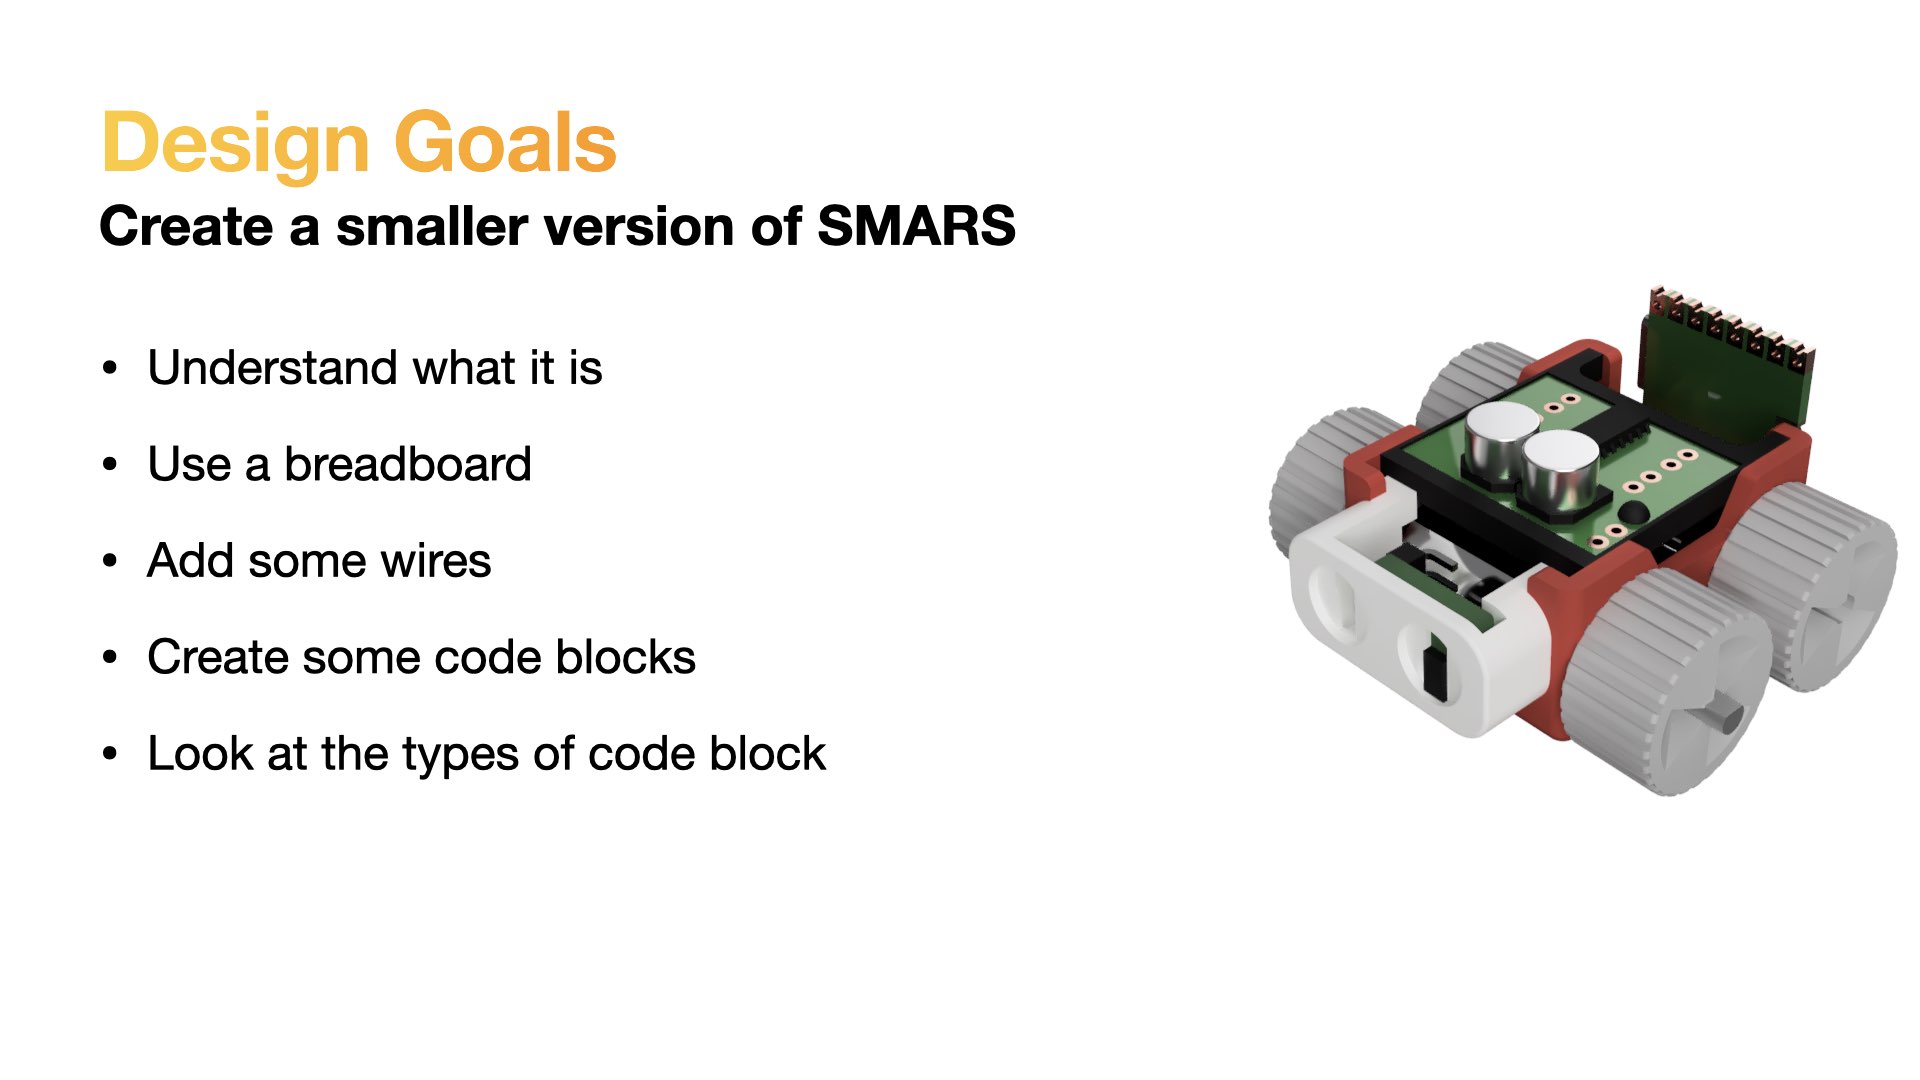 Design Goals
Create a smaller version of SMARS
• Understand what it is
• Use a breadboard
• Add some wires
• Create some code blocks
• Look at the types of code block